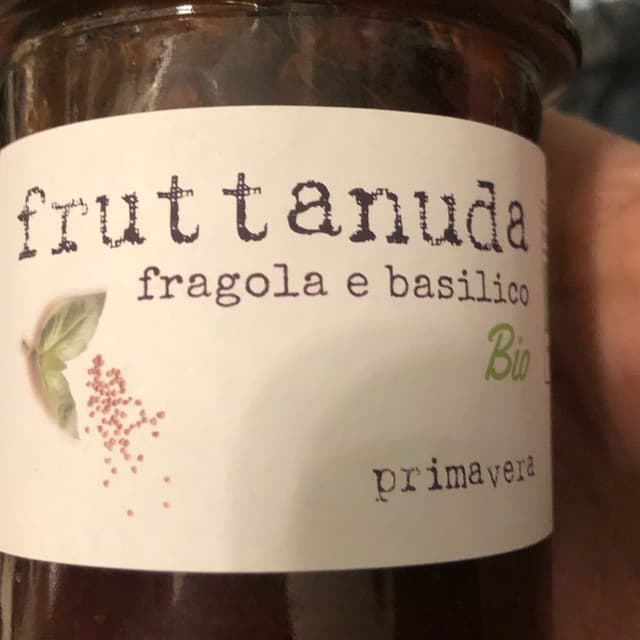 fruttanuda
fragola e basilico
Bio
primavera